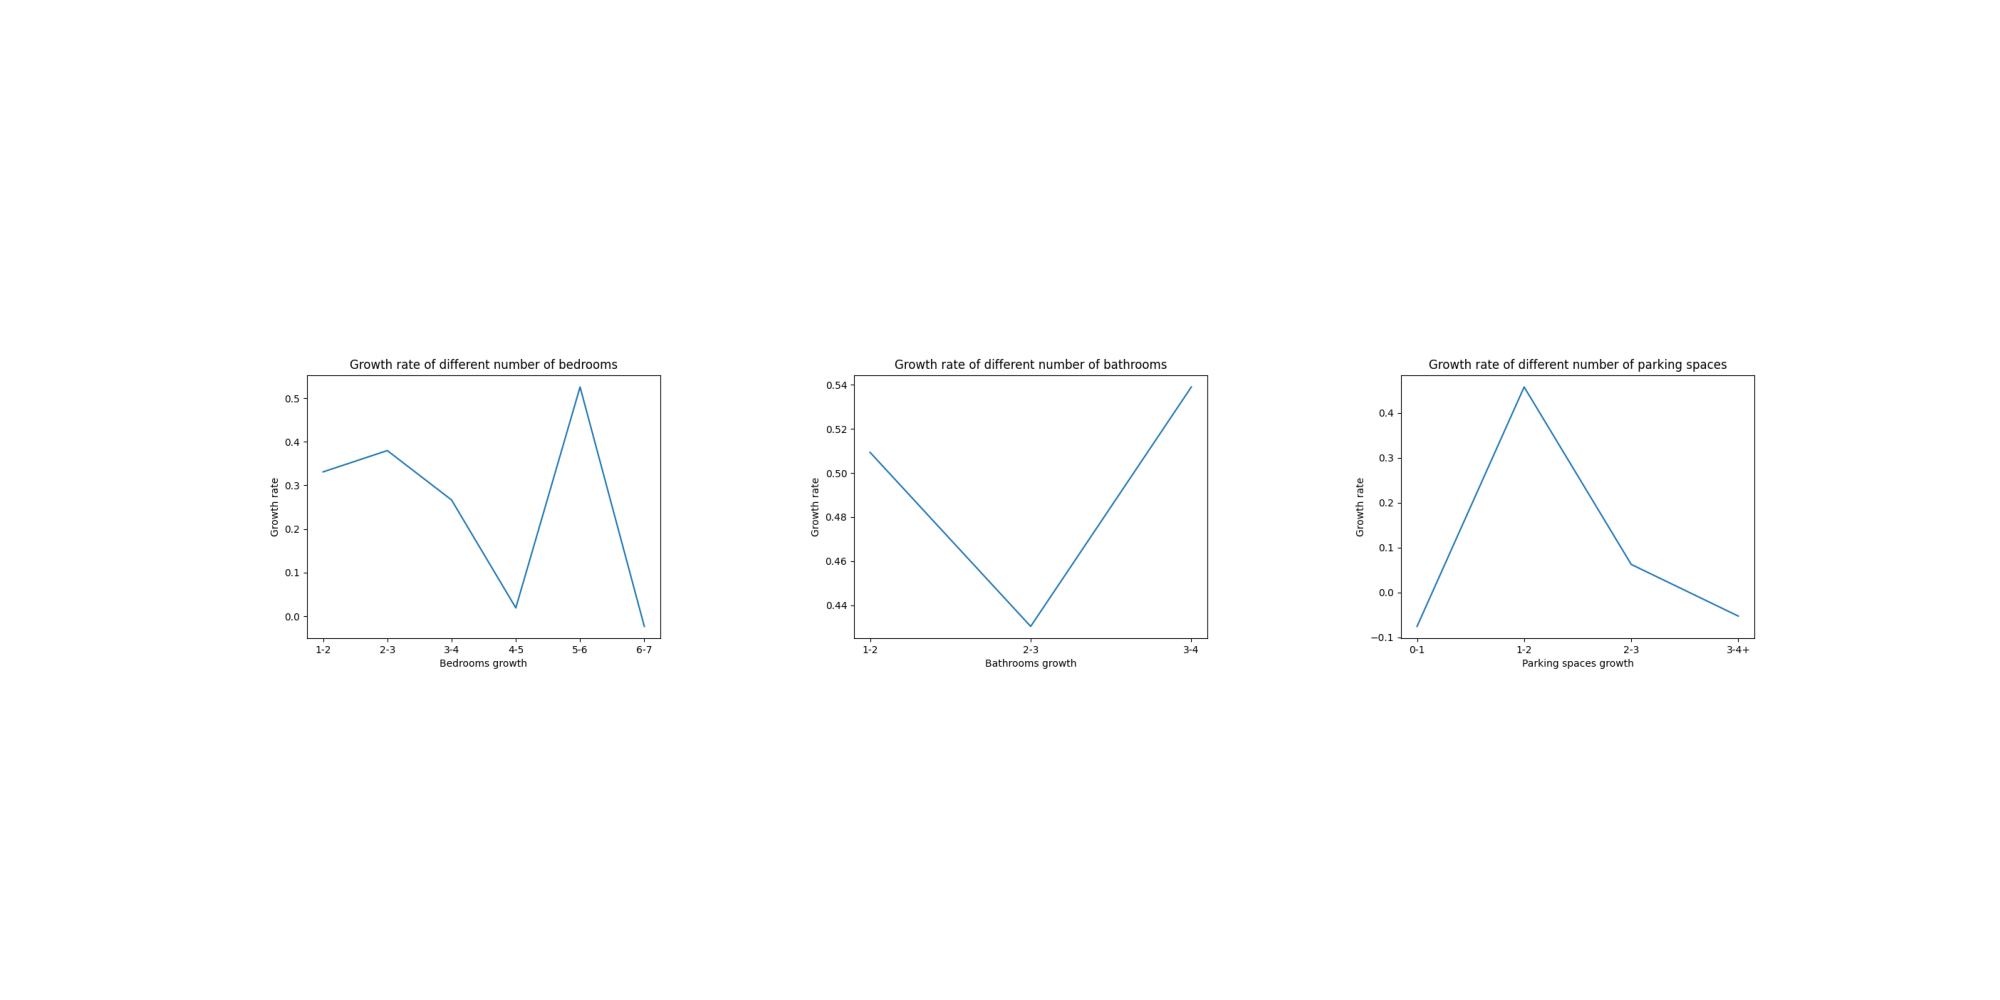 Growth rate of different number of bedrooms
0.5
0.4
0.3
0.2
0.1
0.0
Growth rate
1-2 2-3 3-4 4-5 5-6 6-7
Bedrooms growth
Growth rate of different number of bathrooms
0.54
0.52
0.50
0.48
0.46
0.44
Growth rate
1-2 2-3 3-4
Bathrooms growth
Growth rate of different number of parking spaces
0.4
0.3
0.2
0.1
0.0
−0.1
Growth rate
0-1 1-2 2-3 3-4+
Parking spaces growth